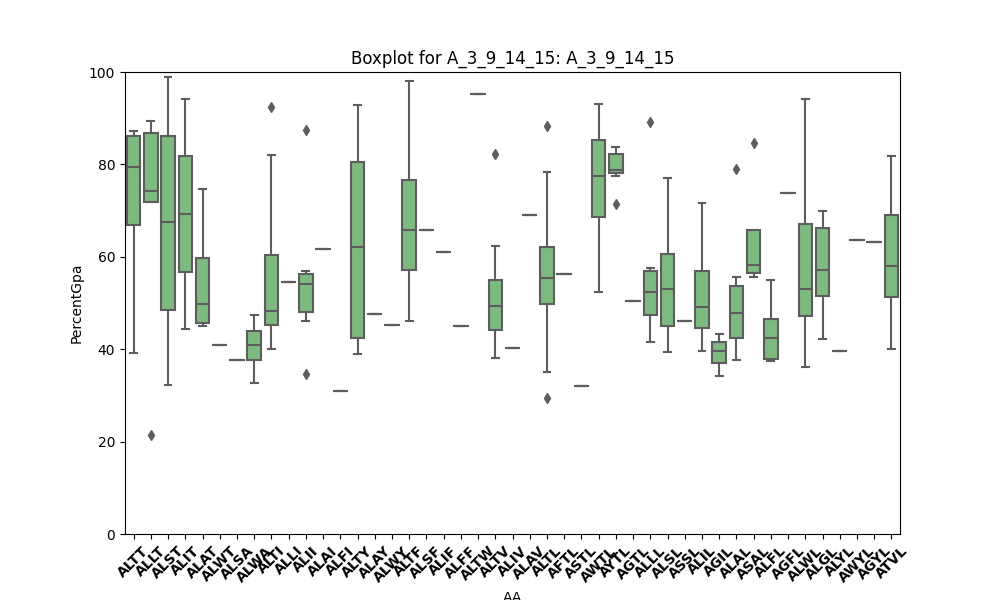 Boxplot for A_3_9_14_15: A_3_9_14_15
PercentGpa
100
80
60
40
20
0
ALTT ALLT ALST ALIT ALAT ALWT ALSA ALWA ALTI ALLI ALII ALAI ALFI ALTY ALAY ALWY ALTF ALSF ALIF ALFF ALTW ALTV ALIV ALAV ALTL AFTL ASTL AWTL AYTL AGTL ALLL ALSL ASSL ALIL AGIL ALAL ASAL ALFL AGFL ALWL ALGL ALYL AWYL AGYL ATVL
AA